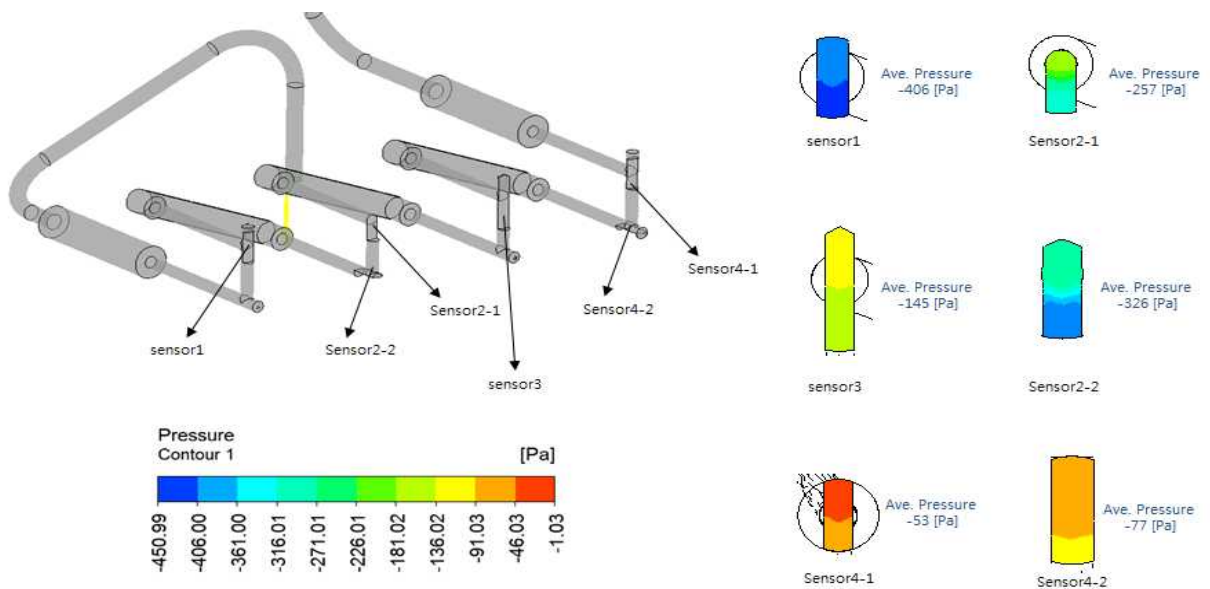 Sensor4-1
Sensor2-1
Sensor4-2
sensor1
Sensor2-2
sensor3
Pressure
Contour 1
[Pa]
-450.99
-406.00
-361.00
-316.01
-271.01
-226.01
-181.02
-136.02
-91.03
-46.03
-1.03
Ave. Pressure
-406 [Pa]
sensor1
Ave. Pressure
-257 [Pa]
Sensor2-1
Ave. Pressure
-145 [Pa]
sensor3
Ave. Pressure
-326 [Pa]
Sensor2-2
Ave. Pressure
-53 [Pa]
Sensor4-1
Ave. Pressure
-77 [Pa]
Sensor4-2